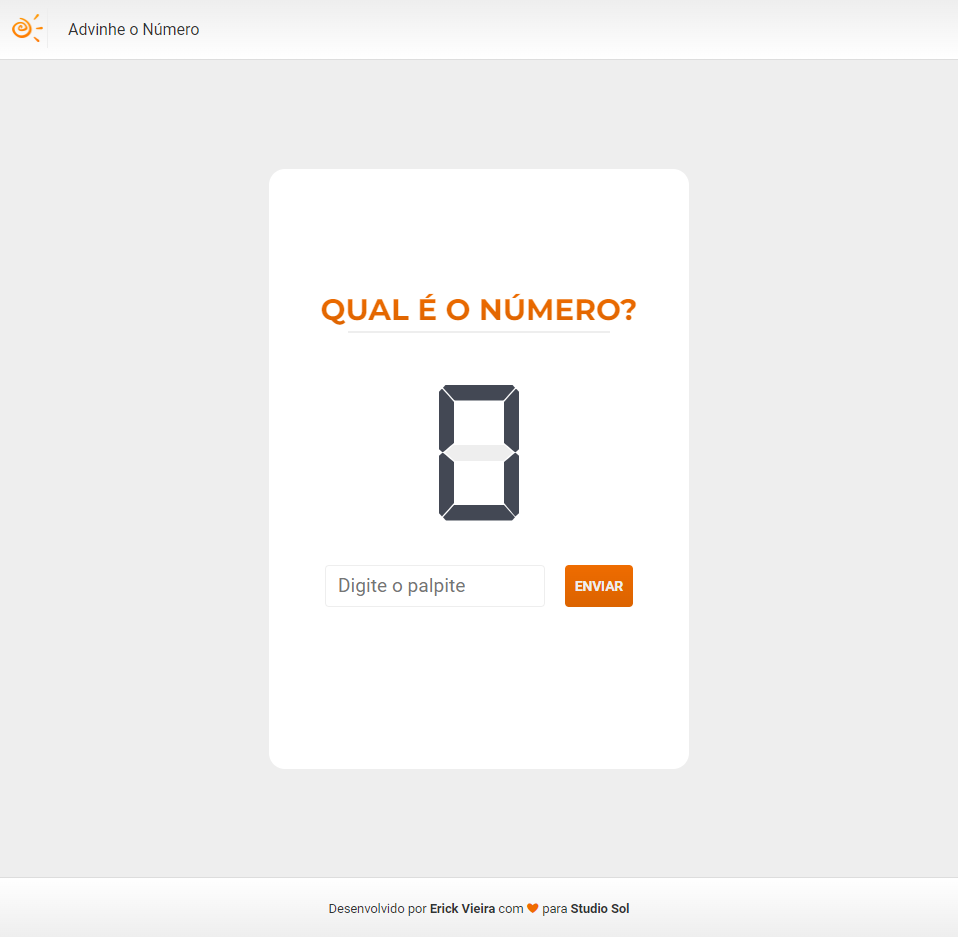 Advinhe o Número
QUAL É O NÚMERO?
0
Digite o palpite
ENVIAR
Desenvolvido por Erick Vieira com 🧡 para Studio Sol